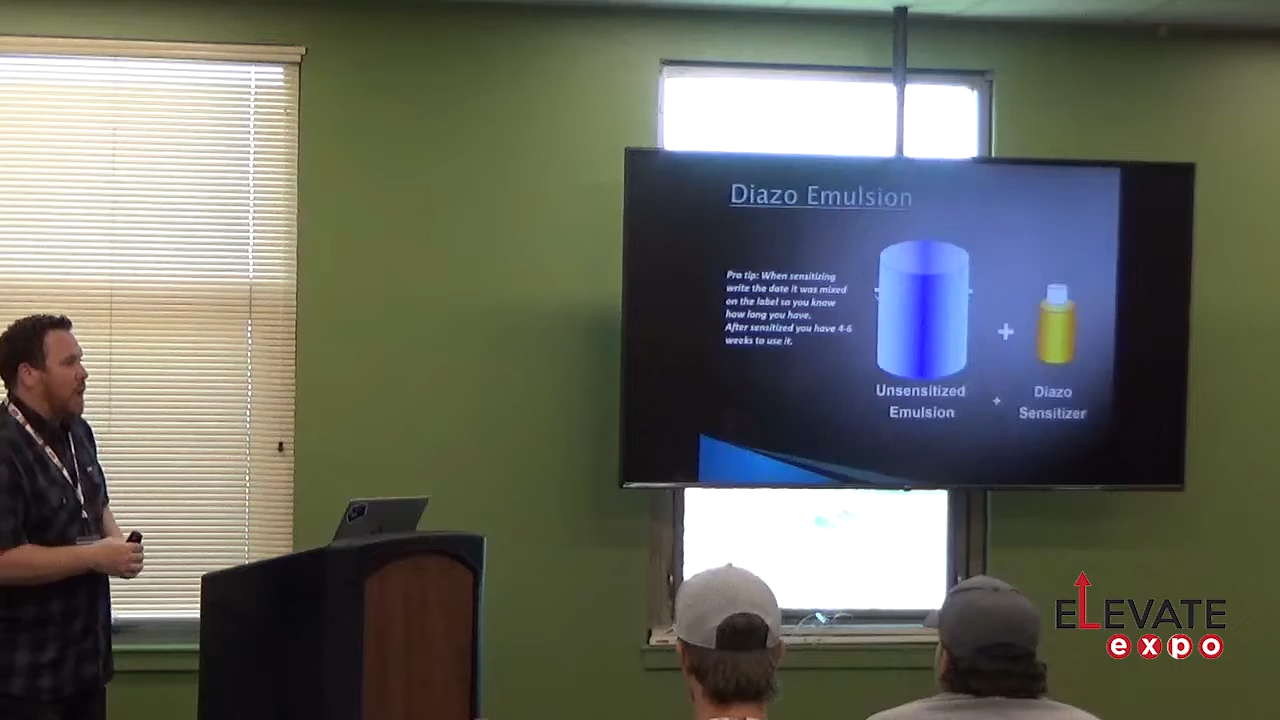 Diazo Emulsion
Pro tip: When sensitizing
write the date it was mixed
on the label so you know
how long you have.
After sensitized you have 4-6
weeks to use it.
+
Unsensitized
Emulsion
+
Diazo
Sensitizer
ELEVATE
expo